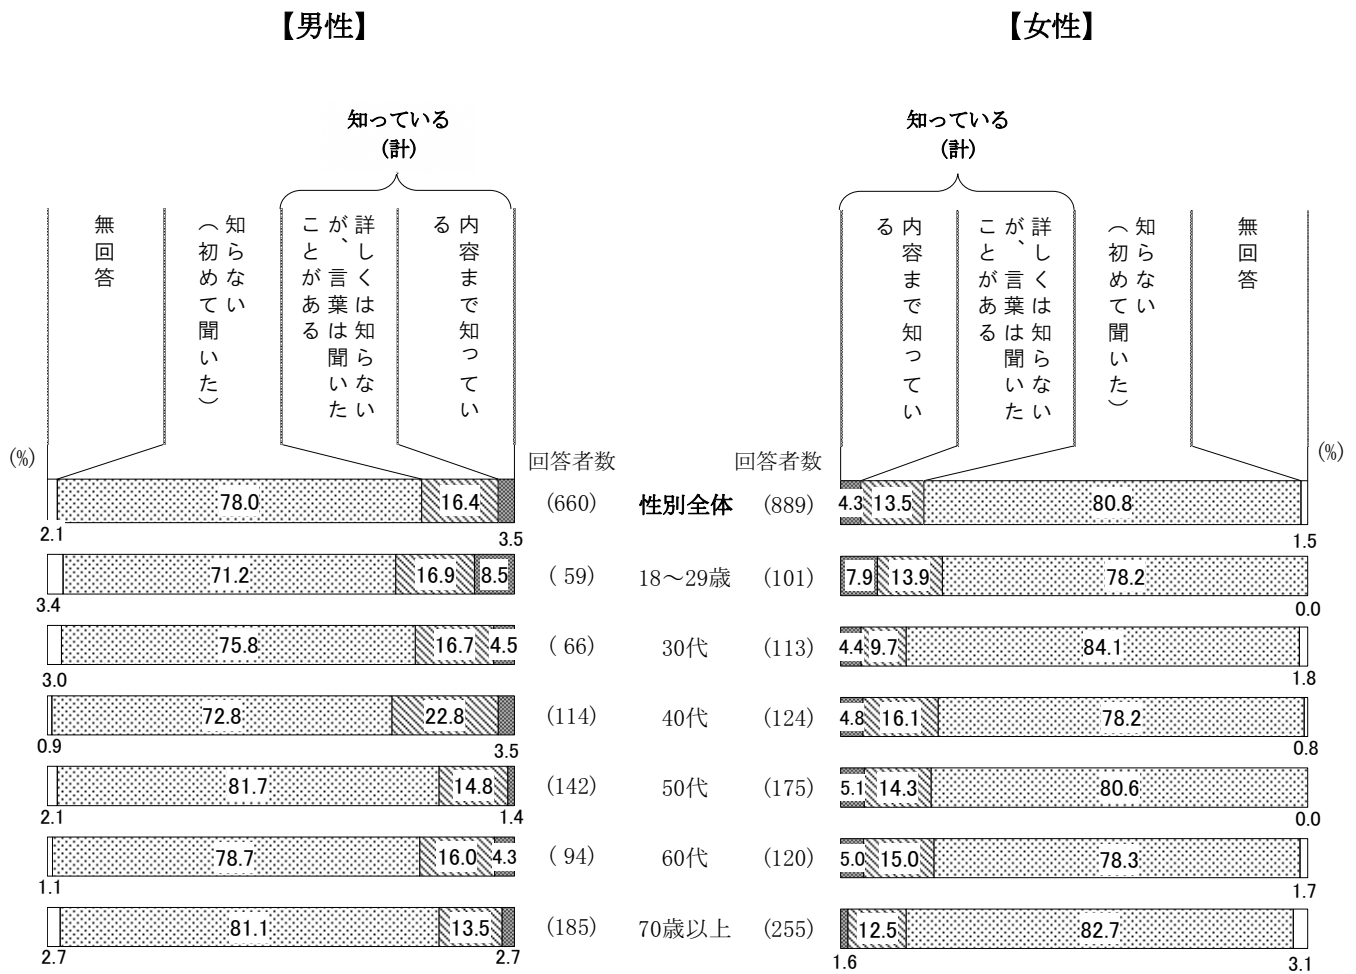 【男性】
【女性】
知っている
(計)
知っている
(計)
無回答
知らない
（初めて聞いた）
詳しくは知らない
が、言葉は聞いた
ことがある
内容まで知ってい
る
内容まで知ってい
る
詳しくは知らない
が、言葉は聞いた
ことがある
知らない
（初めて聞いた）
無回答
(%)
回答者数
回答者数
(%)
78.0 16.4 (660) 性別全体 (889) 4.3 13.5 80.8
2.1 3.5 1.5
71.2 16.9 8.5 ( 59) 18～29歳 (101) 7.9 13.9 78.2
3.4 0.0
75.8 16.7 4.5 ( 66) 30代 (113) 4.4 9.7 84.1
3.0 1.8
72.8 22.8 (114) 40代 (124) 4.8 16.1 78.2
0.9 3.5 0.8
81.7 14.8 (142) 50代 (175) 5.1 14.3 80.6
2.1 1.4 0.0
78.7 16.0 4.3 ( 94) 60代 (120) 5.0 15.0 78.3
1.1 1.7
81.1 13.5 (185) 70歳以上 (255) 12.5 82.7
2.7 2.7 1.6 3.1